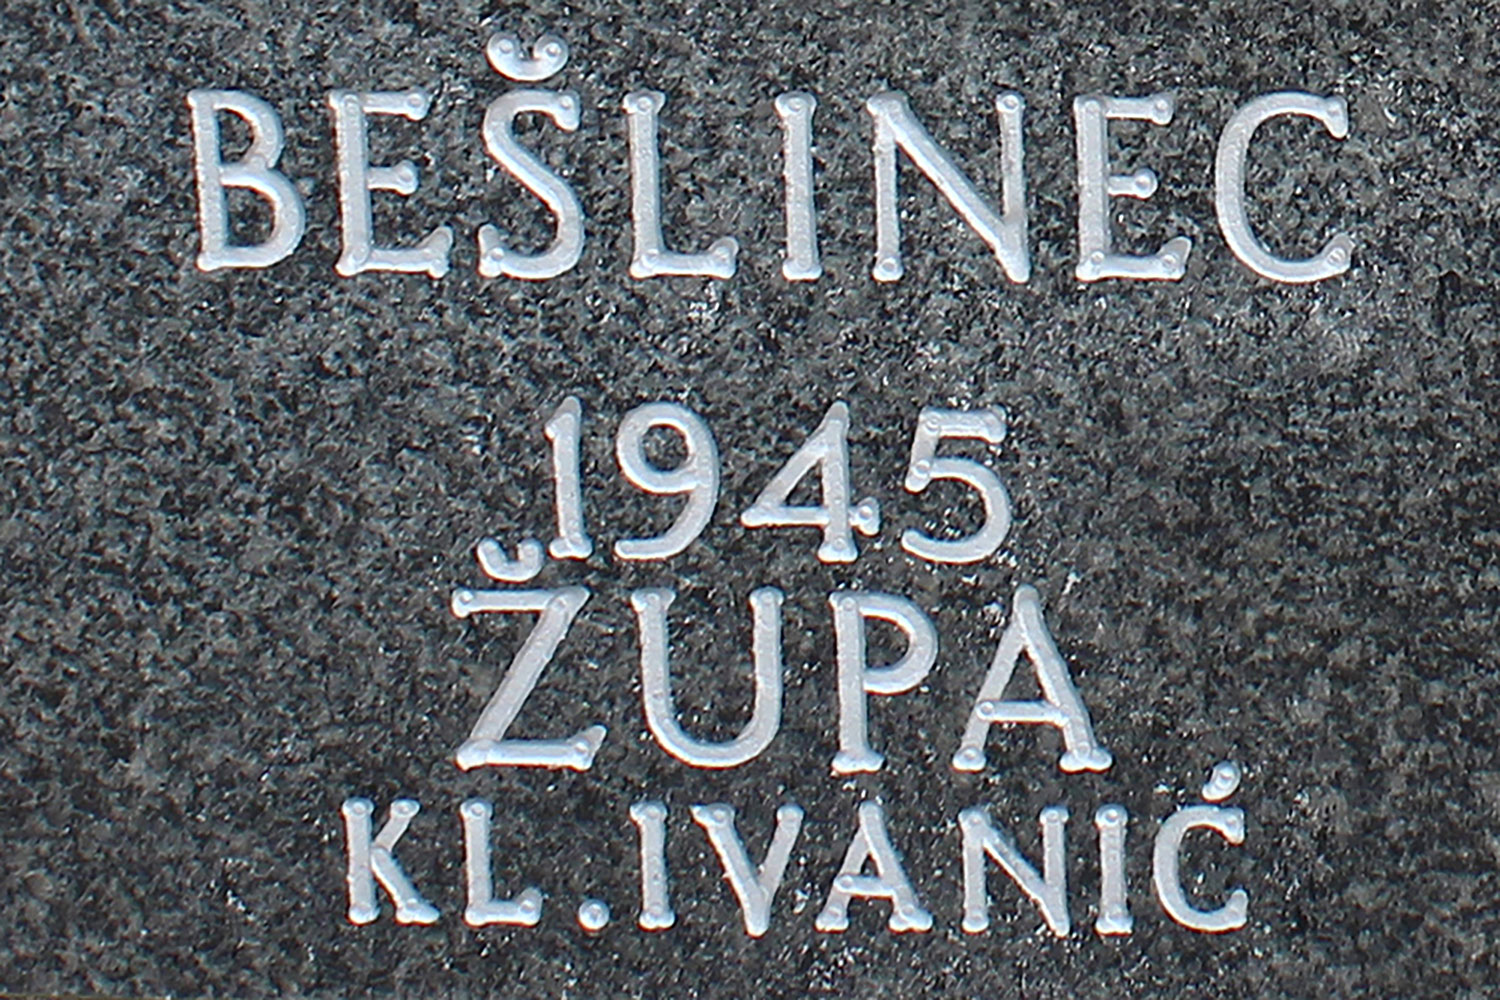 BEŠLINEC
1945
ŽUPA
KL. IVANIĆ